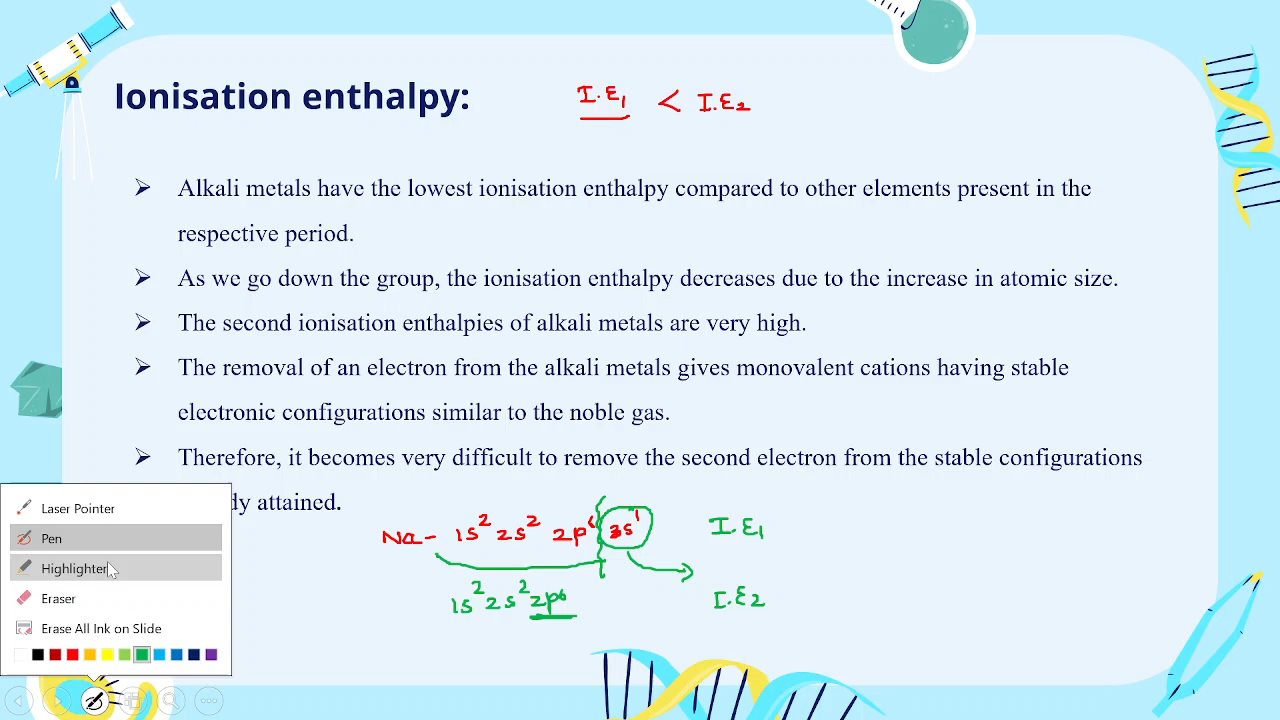 Ionisation enthalpy:
I.E₁ < I.E₂
➢ Alkali metals have the lowest ionisation enthalpy compared to other elements present in the
respective period.
➢ As we go down the group, the ionisation enthalpy decreases due to the increase in atomic size.
➢ The second ionisation enthalpies of alkali metals are very high.
➢ The removal of an electron from the alkali metals gives monovalent cations having stable
electronic configurations similar to the noble gas.
➢ Therefore, it becomes very difficult to remove the second electron from the stable configurations
dy attained.
Na- 1s² 2s² 2p⁶ 3s¹ I.E₁
1s² 2s² 2p⁶ I.E₂
Laser Pointer
Pen
Highlighter
Eraser
Erase All Ink on Slide